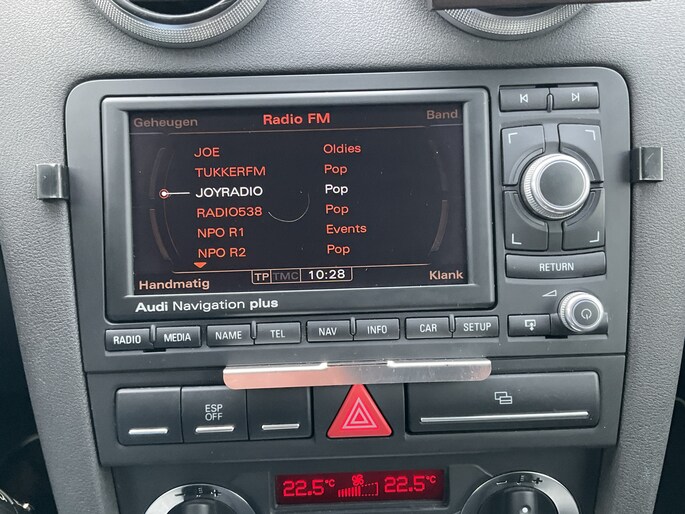 Geheugen Radio FM Band
JOE Oldies
TUKKERFM Pop
JOYRADIO Pop
RADIO538 Pop
NPO R1 Events
NPO R2 Pop
Handmatig TP TMC 10:28 Klank
Audi Navigation plus
RETURN
RADIO MEDIA NAME TEL NAV INFO CAR SETUP
ESP
OFF
22.5°C 22.5°C